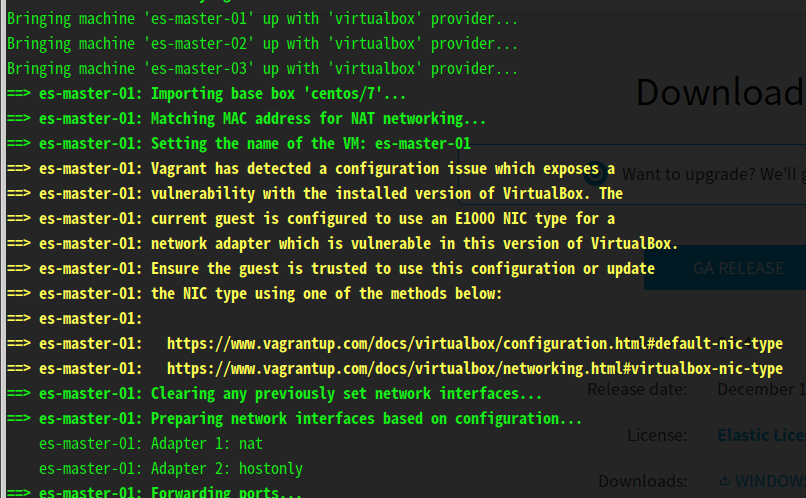 Bringing machine 'es-master-01' up with 'virtualbox' provider...
Bringing machine 'es-master-02' up with 'virtualbox' provider...
Bringing machine 'es-master-03' up with 'virtualbox' provider...
==> es-master-01: Importing base box 'centos/7'...
==> es-master-01: Matching MAC address for NAT networking...
==> es-master-01: Setting the name of the VM: es-master-01
==> es-master-01: Vagrant has detected a configuration issue which exposes a
==> es-master-01: vulnerability with the installed version of VirtualBox. The
==> es-master-01: current guest is configured to use an E1000 NIC type for a
==> es-master-01: network adapter which is vulnerable in this version of VirtualBox.
==> es-master-01: Ensure the guest is trusted to use this configuration or update
==> es-master-01: the NIC type using one of the methods below:
==> es-master-01:
==> es-master-01:   https://www.vagrantup.com/docs/virtualbox/configuration.html#default-nic-type
==> es-master-01:   https://www.vagrantup.com/docs/virtualbox/networking.html#virtualbox-nic-type
==> es-master-01: Clearing any previously set network interfaces...
==> es-master-01: Preparing network interfaces based on configuration...
    es-master-01: Adapter 1: nat
    es-master-01: Adapter 2: hostonly
==> es-master-01: Forwarding ports...
Download
Want to upgrade? We'll
GA RELEASE
Release date: December
License: Elastic
Downloads: